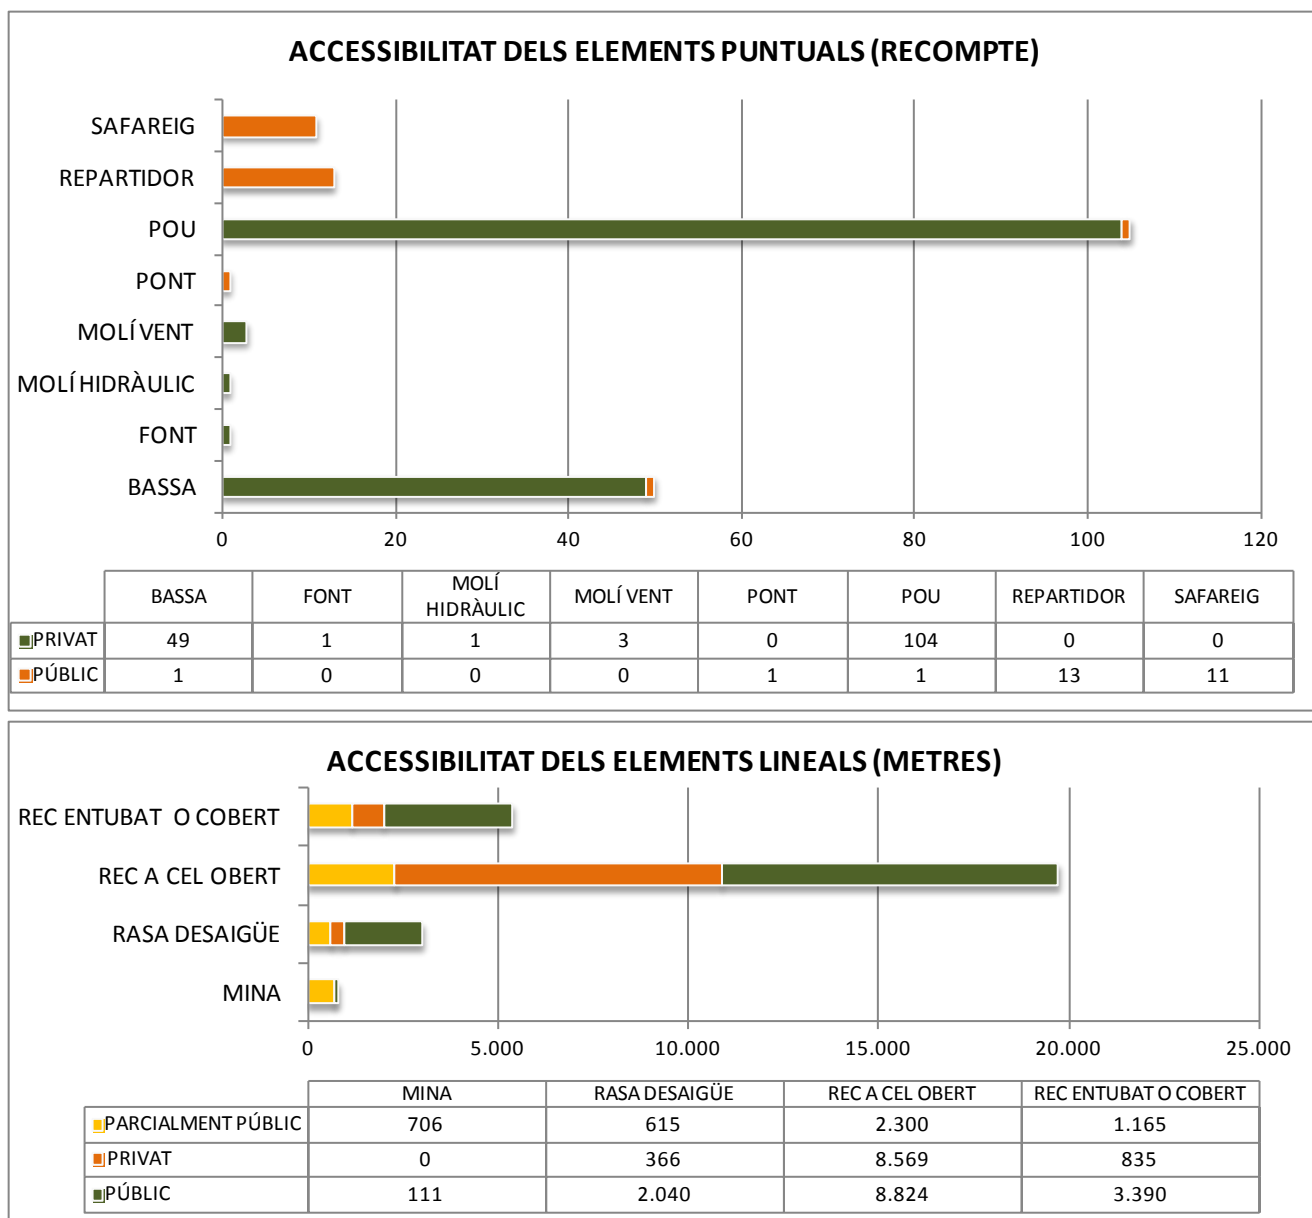 ACCESSIBILITAT DELS ELEMENTS PUNTUALS (RECOMPTE)
SAFAREIG
REPARTIDOR
POU
PONT
MOLÍ VENT
MOLÍ HIDRÀULIC
FONT
BASSA
0 20 40 60 80 100 120
BASSA FONT MOLÍ HIDRÀULIC MOLÍ VENT PONT POU REPARTIDOR SAFAREIG
PRIVAT 49 1 1 3 0 104 0 0
PÚBLIC 1 0 0 0 1 1 13 11
ACCESSIBILITAT DELS ELEMENTS LINEALS (METRES)
REC ENTUBAT O COBERT
REC A CEL OBERT
RASA DESAIGÜE
MINA
0 5.000 10.000 15.000 20.000 25.000
MINA RASA DESAIGÜE REC A CEL OBERT REC ENTUBAT O COBERT
PARCIALMENT PÚBLIC 706 615 2.300 1.165
PRIVAT 0 366 8.569 835
PÚBLIC 111 2.040 8.824 3.390